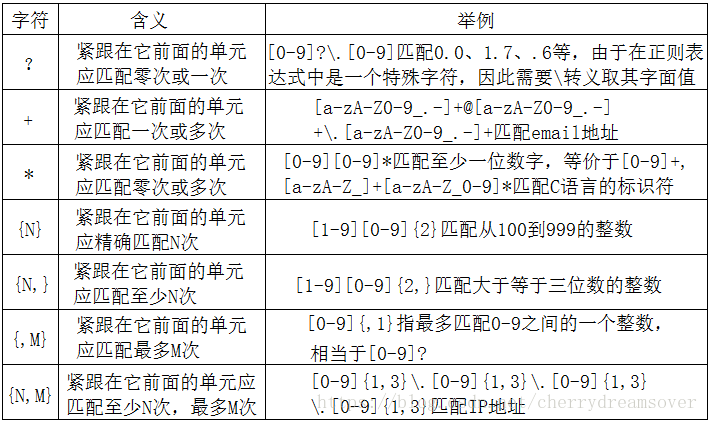 字符 含义 举例
? 紧跟在它前面的单元 [0-9]?\.[0-9]匹配0.0、1.7、.6等，由于在正则表
应匹配零次或一次 达式中是一个特殊字符，因此需要\转义取其字面值
+ 紧跟在它前面的单元 [a-zA-Z0-9_.-]+@[a-zA-Z0-9_.-]
应匹配一次或多次 +\.[a-zA-Z0-9_.-]+匹配email地址
* 紧跟在它前面的单元 [0-9][0-9]*匹配至少一位数字，等价于[0-9]+,
应匹配零次或多次 [a-zA-Z_]+[a-zA-Z_0-9]*匹配C语言的标识符
{N} 紧跟在它前面的单元 [1-9][0-9]{2}匹配从100到999的整数
应精确匹配N次
{N,} 紧跟在它前面的单元 [1-9][0-9]{2,}匹配大于等于三位数的整数
应匹配至少N次
{,M} 紧跟在它前面的单元 [0-9]{,1}指最多匹配0-9之间的一个整数，
应匹配最多M次 相当于[0-9]?
{N,M} 紧跟在它前面的单元应 [0-9]{1,3}\.[0-9]{1,3}\.[0-9]{1,3}
匹配至少N次，最多M次 \.[0-9]{1,3}匹配IP地址